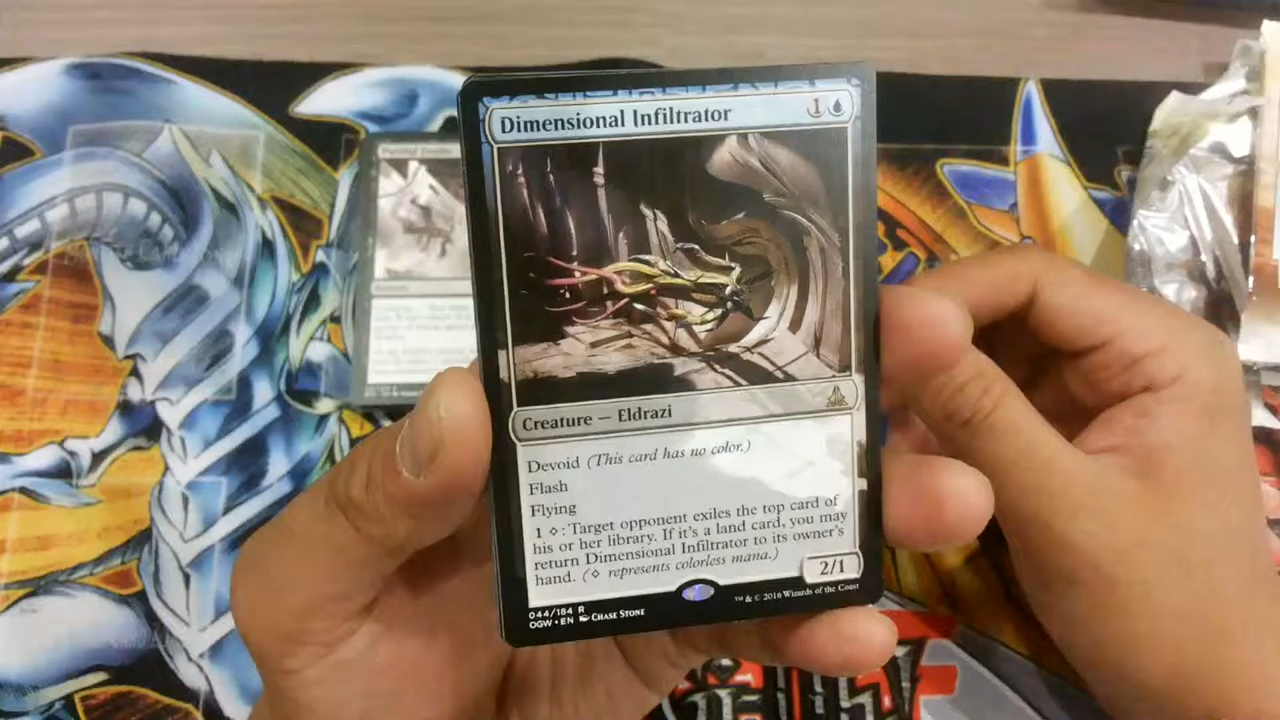 Dimensional Infiltrator 1
Creature — Eldrazi
Devoid (This card has no color.)
Flash
Flying
1 ◇: Target opponent exiles the top card of
his or her library. If it's a land card, you may
return Dimensional Infiltrator to its owner's
hand. (◇ represents colorless mana.)
2/1
044/184 R
OGW • EN CHASE STONE
™ & © 2016 Wizards of the Coast